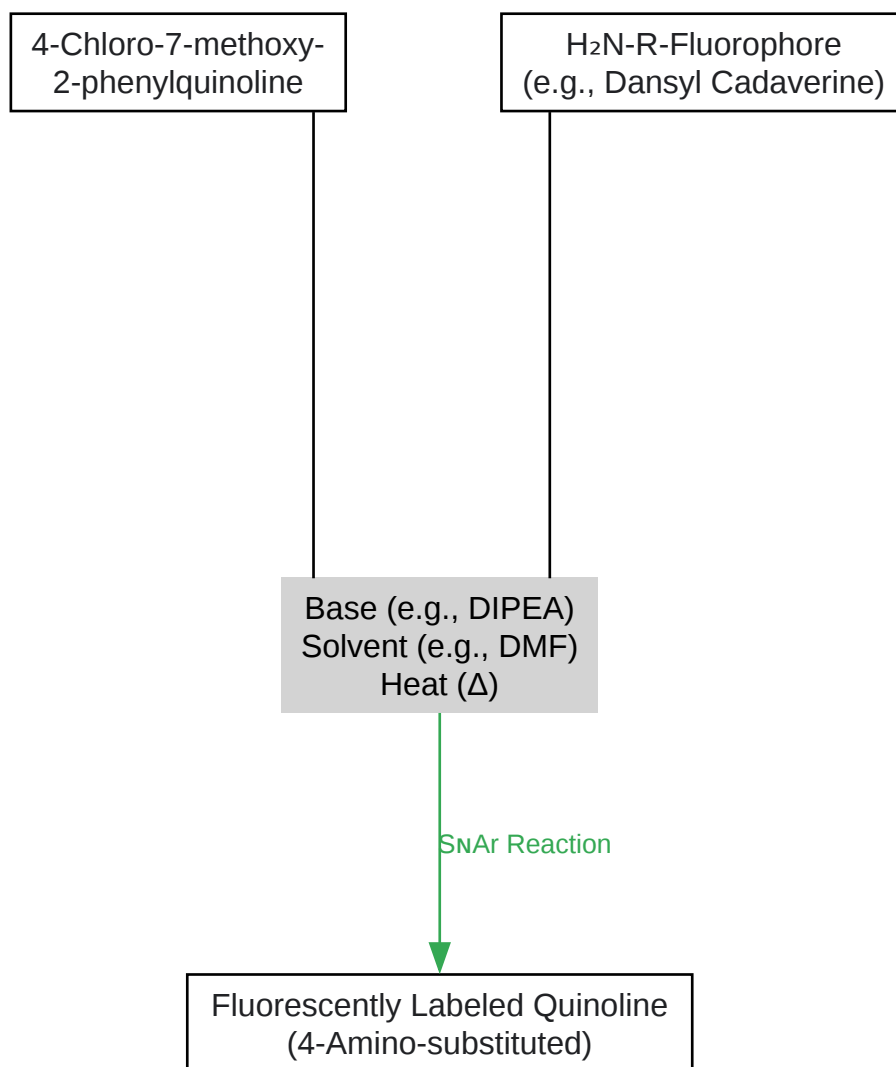 4-Chloro-7-methoxy-
2-phenylquinoline
H₂N-R-Fluorophore
(e.g., Dansyl Cadaverine)
Base (e.g., DIPEA)
Solvent (e.g., DMF)
Heat (Δ)
SɴAr Reaction
Fluorescently Labeled Quinoline
(4-Amino-substituted)